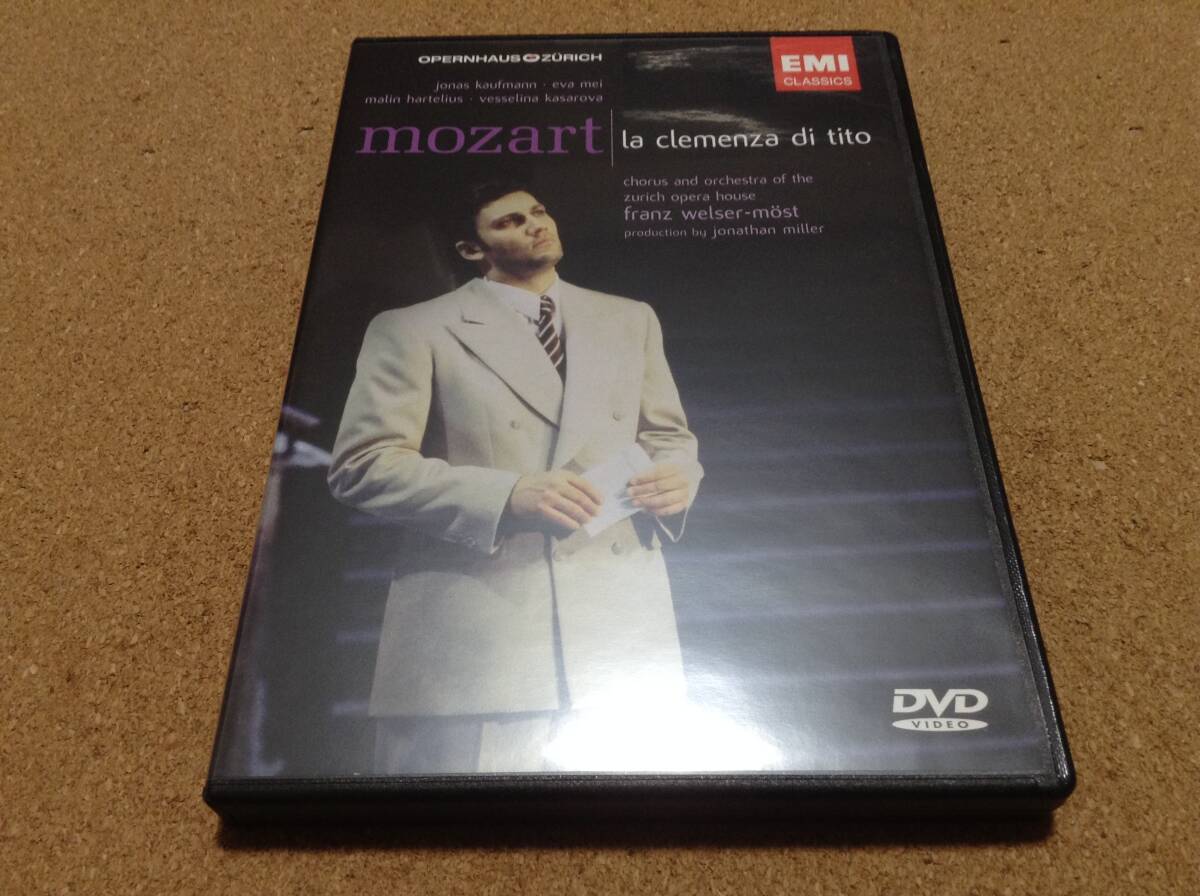 OPERNHAUS ZÜRICH
EMI
CLASSICS
jonas kaufmann · eva mei
malin hartelius · vesselina kasarova
mozart
la clemenza di tito
chorus and orchestra of the
zurich opera house
franz welser-möst
production by jonathan miller
DVD
VIDEO